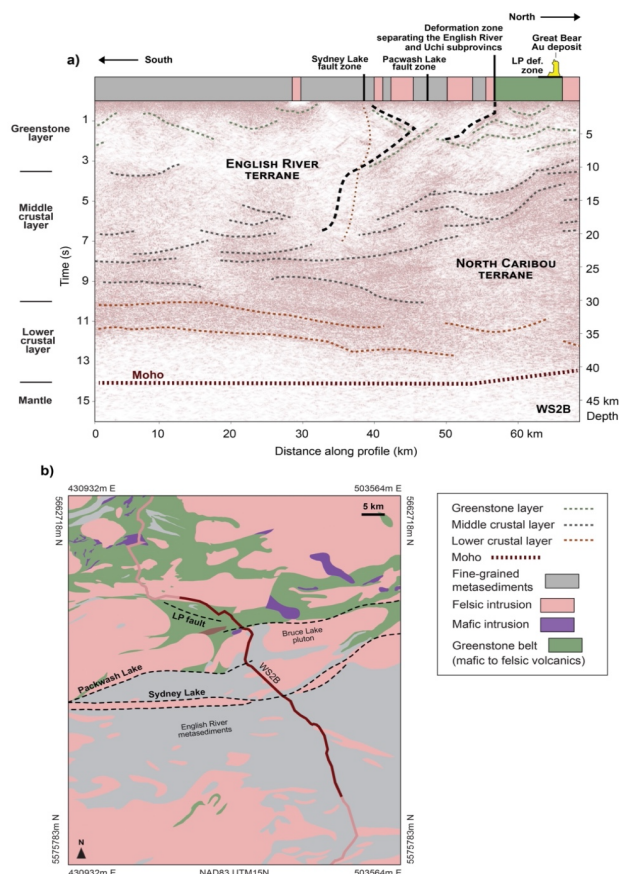 North
Deformation zone
separating the English River
and Uchi subprovincs
Great Bear
Au deposit
a)
South
Sydney Lake
fault zone
Pacwash Lake
fault zone
LP def.
zone
Greenstone
layer
Middle
crustal
layer
Lower
crustal
layer
Mantle
Time (s)
1
3
5
7
9
11
13
15
ENGLISH RIVER
TERRANE
NORTH CARIBOU
TERRANE
Moho
WS2B
5
10
15
20
25
30
35
40
45 km
Depth
0
10
20
30
40
50
60 km
Distance along profile (km)
b)
430932m E
503564m E
5662718m N
5662718m N
5 km
LP fault
Bruce Lake
pluton
Packwash Lake
WS2B
Sydney Lake
English River
metasediments
N
5575783m N
5575783m N
430932m E
NAD83 UTM15N
503564m E
Greenstone layer
Middle crustal layer
Lower crustal layer
Moho
Fine-grained
metasediments
Felsic intrusion
Mafic intrusion
Greenstone belt
(mafic to felsic volcanics)